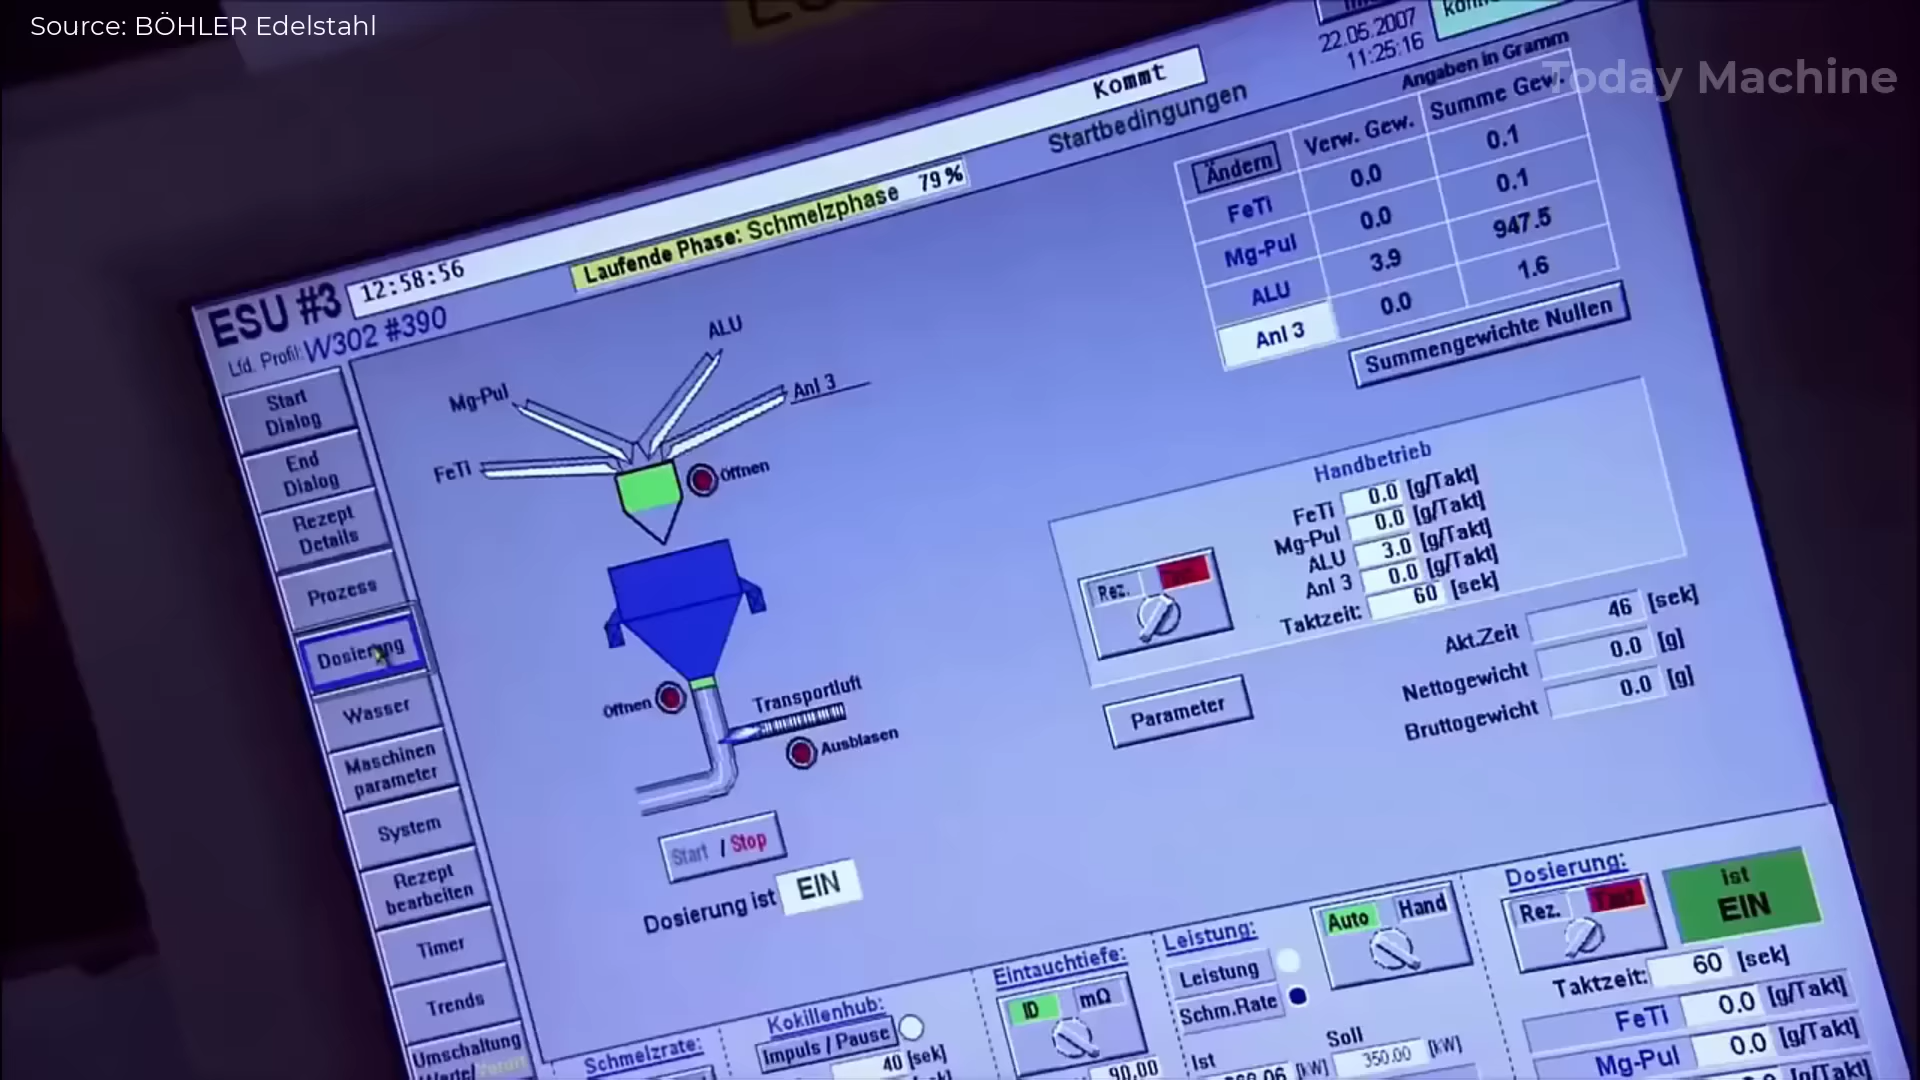 Source: BÖHLER Edelstahl
Today Machine
22.05.2007
11:25:16
Kommt
Startbedingungen
Angaben in Gramm
ESU #3
12:58:56
Laufende Phase: Schmelzphase 79%
Lfd. Profil: W302 #390
Ändern Verw. Gew. Summe Gew.
FeTi 0.0 0.1
Mg-Pul 0.0 0.1
ALU 3.9 947.5
Anl 3 0.0 1.6
Summengewichte Nullen
Start
Dialog
End
Dialog
Rezept
Details
Prozess
Dosierung
Wasser
Maschinen
parameter
System
Rezept
bearbeiten
Timer
Trends
Umschaltung
ALU
Mg-Pul
Anl 3
FeTi
Öffnen
Öffnen
Transportluft
Ausblasen
Start / Stop
Dosierung ist EIN
Handbetrieb
Rez.
FeTi 0.0 [g/Takt]
Mg-Pul 0.0 [g/Takt]
ALU 3.0 [g/Takt]
Anl 3 0.0 [g/Takt]
Taktzeit: 60 [sek]
Parameter
Akt.Zeit 46 [sek]
Nettogewicht 0.0 [g]
Bruttogewicht 0.0 [g]
Schmelzrate:
Kokillenhub:
Impuls / Pause
40 [sek]
Eintauchtiefe:
ID mΩ
90.00
Leistung:
Leistung
Schm.Rate
Auto Hand
Ist Soll
[kW] 350.00 [kW]
Dosierung:
Rez.
ist
EIN
Taktzeit: 60 [sek]
FeTi 0.0 [g/Takt]
Mg-Pul 0.0 [g/Takt]